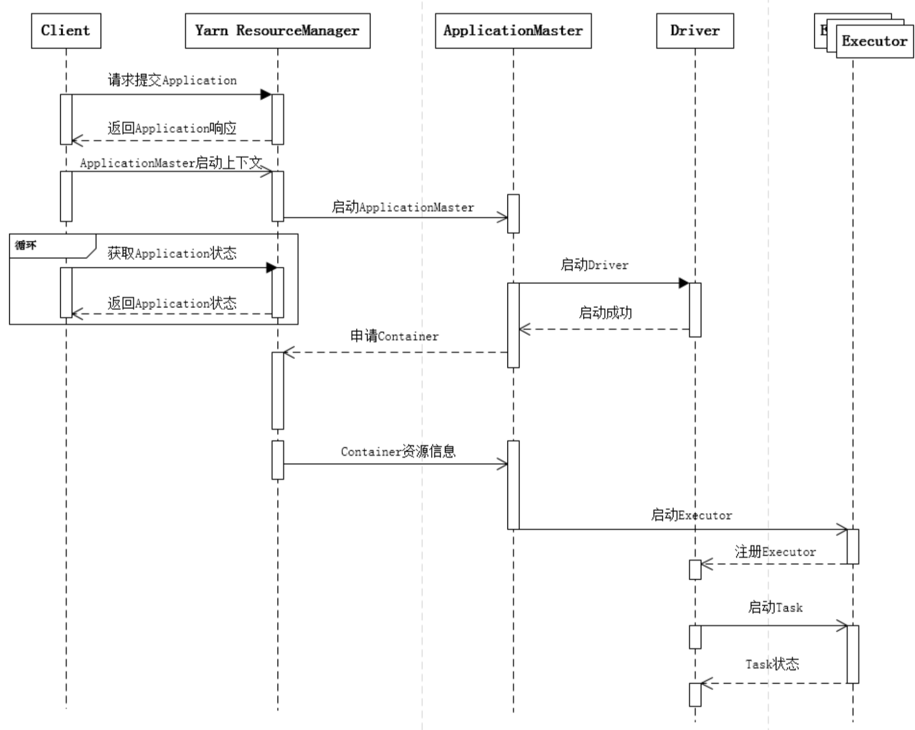 Client
Yarn ResourceManager
ApplicationMaster
Driver
E
E
Executor
请求提交Application
返回Application响应
ApplicationMaster启动上下文
启动ApplicationMaster
循环
获取Application状态
启动Driver
返回Application状态
启动成功
申请Container
Container资源信息
启动Executor
注册Executor
启动Task
Task状态